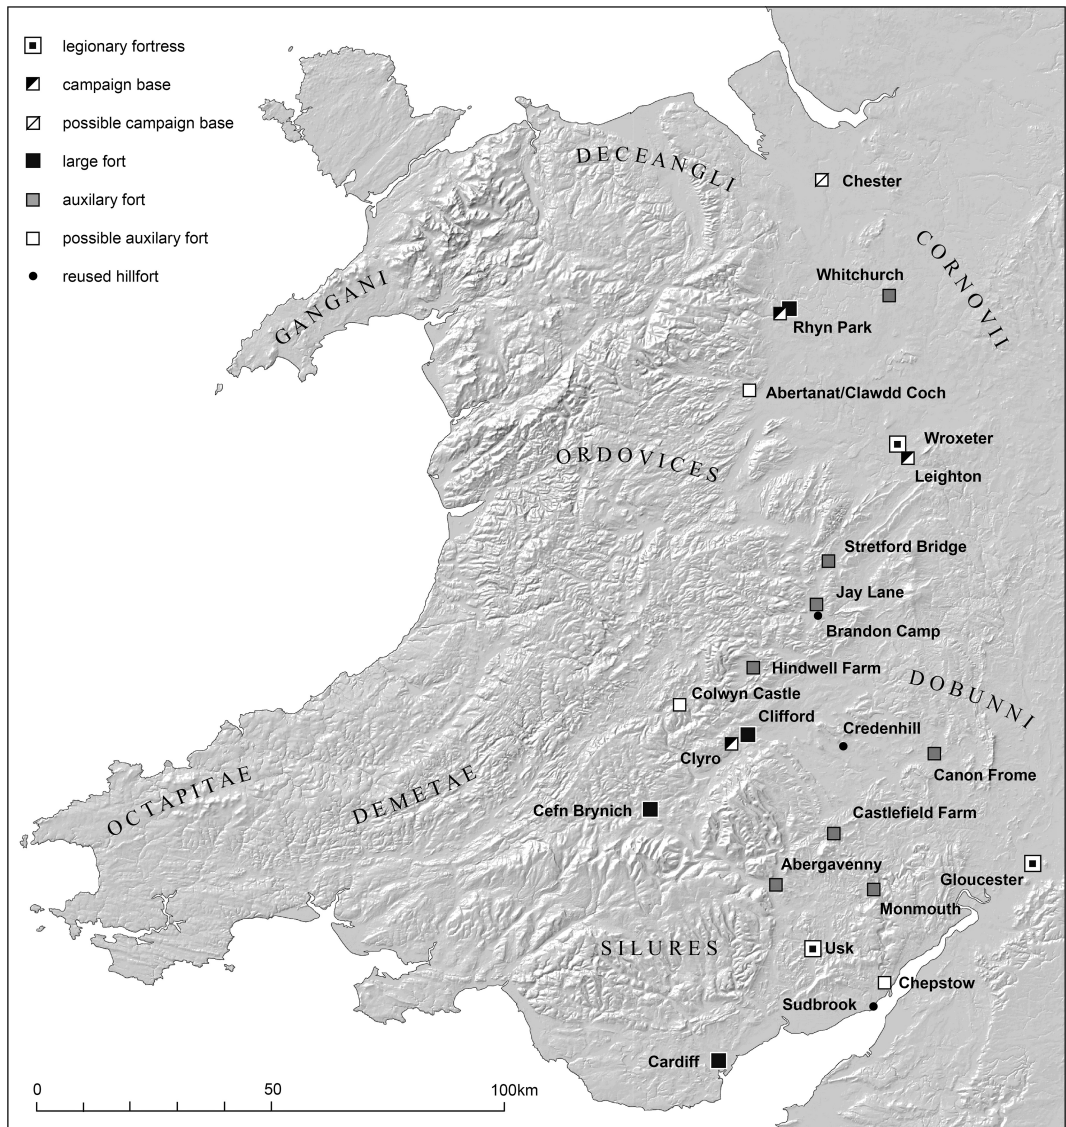 legionary fortress
campaign base
possible campaign base
large fort
auxilary fort
possible auxilary fort
reused hillfort
DECEANGLI
Chester
CORNOVII
Whitchurch
GANGANI
Rhyn Park
Abertanat/Clawdd Coch
Wroxeter
ORDOVICES
Leighton
Stretford Bridge
Jay Lane
Brandon Camp
Hindwell Farm
DOBUNNI
Colwyn Castle
Clifford
Credenhill
Clyro
Canon Frome
OCTAPITAE
DEMETAE
Cefn Brynich
Castlefield Farm
Abergavenny
Gloucester
Monmouth
SILURES
Usk
Chepstow
Sudbrook
Cardiff
0 50 100km